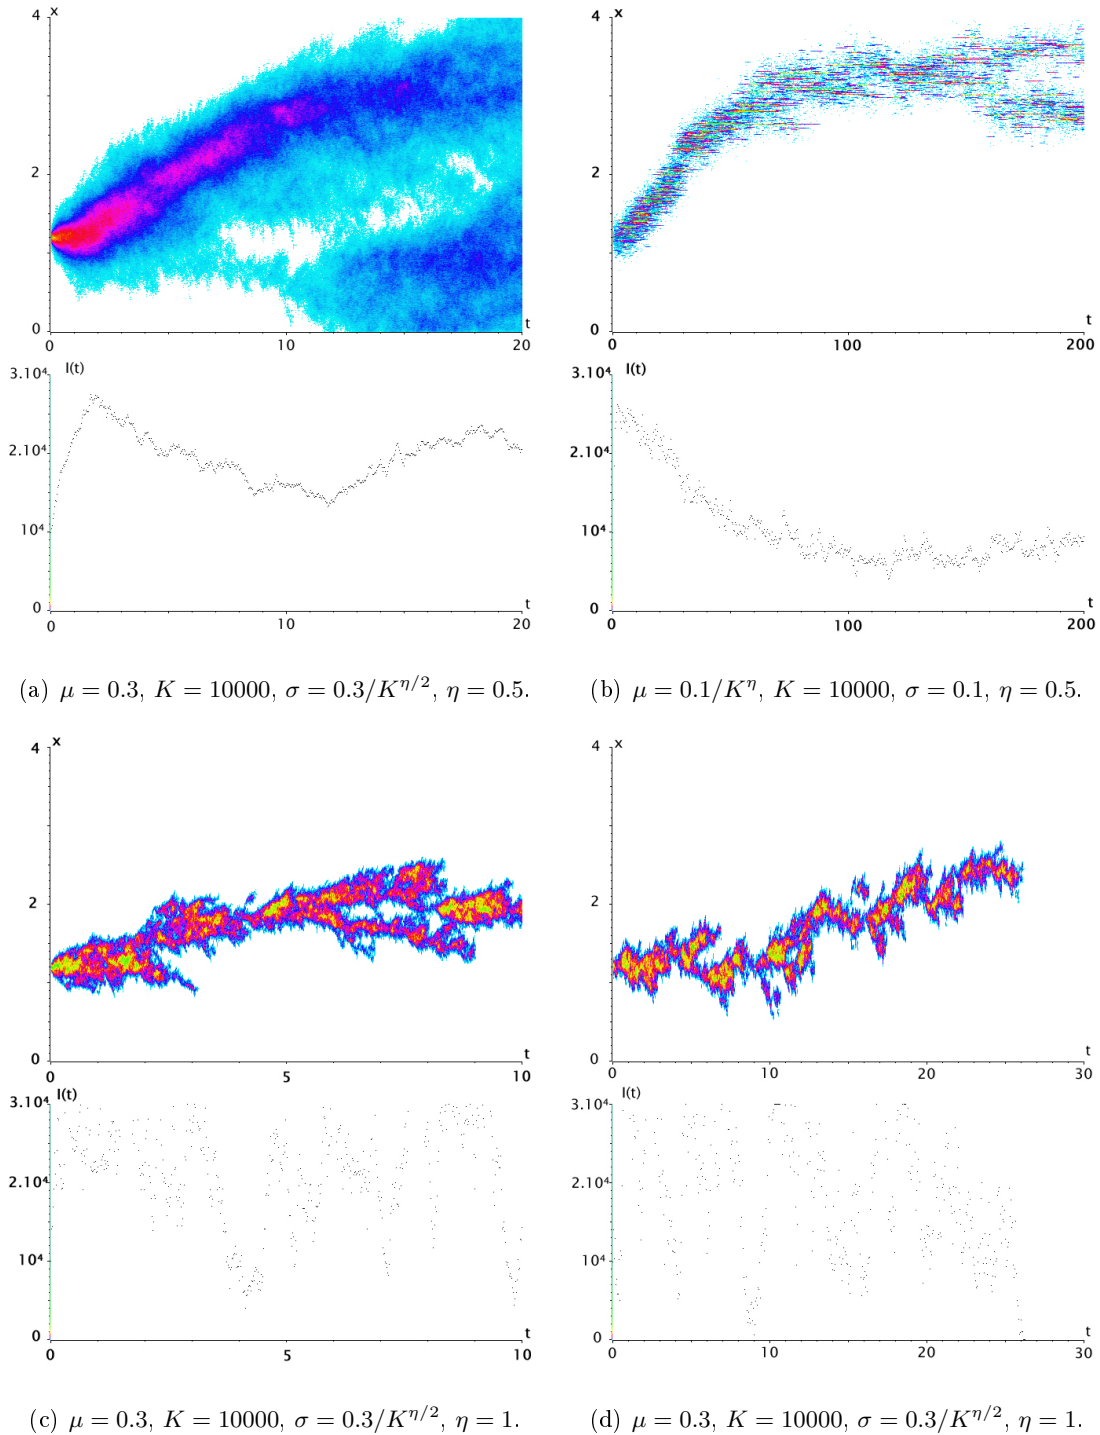 x
4
2
0
0
10
20
t
I(t)
3.10⁴
2.10⁴
10⁴
0
0
10
20
t
(a) μ = 0.3, K = 10000, σ = 0.3/K^{η/2}, η = 0.5.
x
4
2
0
0
100
200
t
I(t)
3.10⁴
2.10⁴
10⁴
0
0
100
200
t
(b) μ = 0.1/K^η, K = 10000, σ = 0.1, η = 0.5.
x
4
2
0
0
5
10
t
I(t)
3.10⁴
2.10⁴
10⁴
0
0
5
10
t
(c) μ = 0.3, K = 10000, σ = 0.3/K^{η/2}, η = 1.
x
4
2
0
0
10
20
30
t
I(t)
3.10⁴
2.10⁴
10⁴
0
0
10
20
30
t
(d) μ = 0.3, K = 10000, σ = 0.3/K^{η/2}, η = 1.